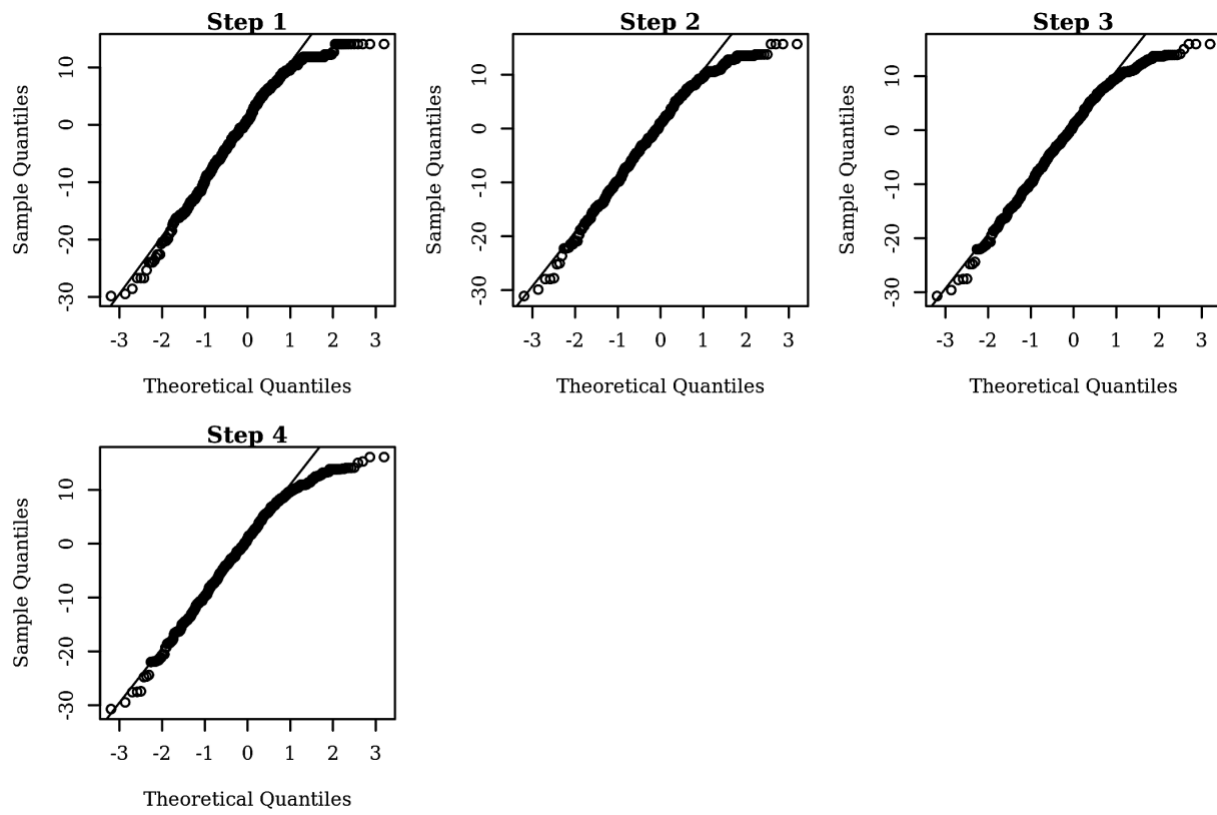 Step 1
Sample Quantiles
-30 -20 -10 0 10
-3 -2 -1 0 1 2 3
Theoretical Quantiles
Step 2
Sample Quantiles
-30 -20 -10 0 10
-3 -2 -1 0 1 2 3
Theoretical Quantiles
Step 3
Sample Quantiles
-30 -20 -10 0 10
-3 -2 -1 0 1 2 3
Theoretical Quantiles
Step 4
Sample Quantiles
-30 -20 -10 0 10
-3 -2 -1 0 1 2 3
Theoretical Quantiles